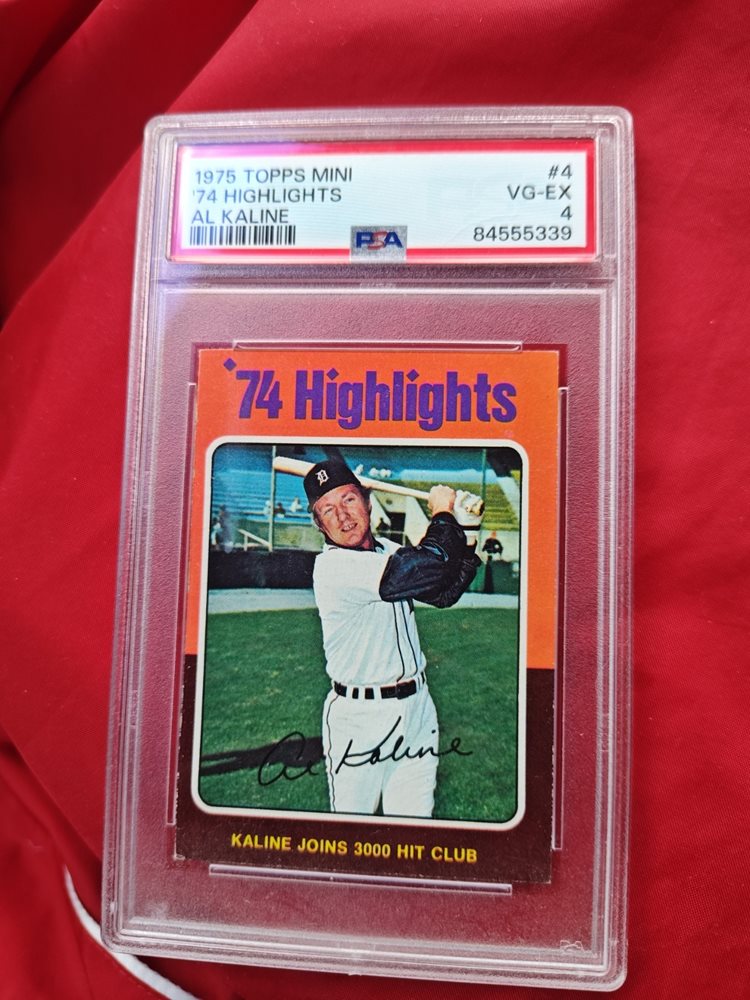 1975 TOPPS MINI #4
'74 HIGHLIGHTS VG-EX
AL KALINE 4
PSA 84555339
'74 Highlights
D
Al Kaline
KALINE JOINS 3000 HIT CLUB